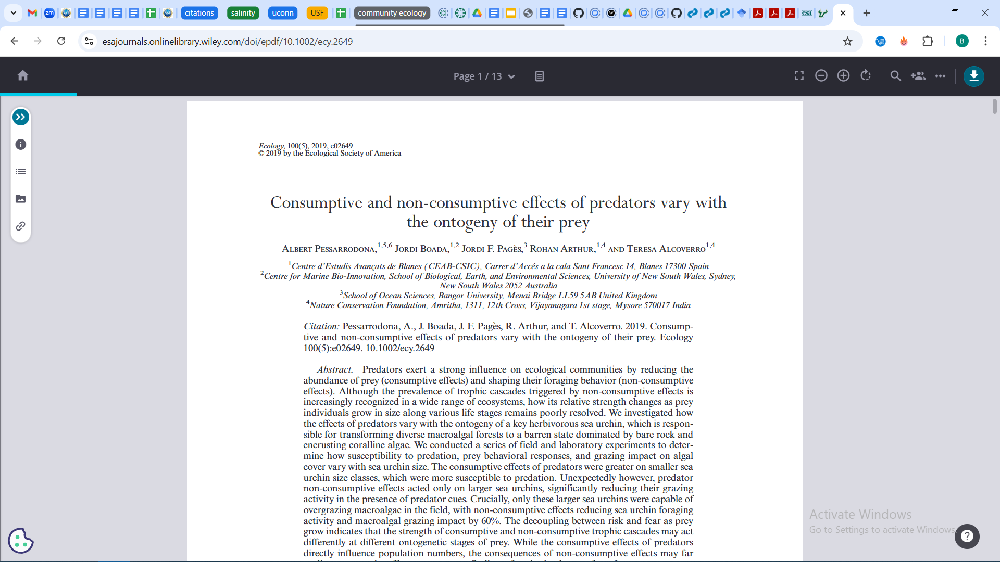 zm
citations
salinity
uconn
USF
community ecology
esa
esajournals.onlinelibrary.wiley.com/doi/epdf/10.1002/ecy.2649
B
Page 1 / 13
Ecology, 100(5), 2019, e02649
© 2019 by the Ecological Society of America
Consumptive and non-consumptive effects of predators vary with
the ontogeny of their prey
ALBERT PESSARRODONA,1,5,6 JORDI BOADA,1,2 JORDI F. PAGÈS,3 ROHAN ARTHUR,1,4 AND TERESA ALCOVERRO1,4
1Centre d'Estudis Avançats de Blanes (CEAB-CSIC), Carrer d'Accés a la cala Sant Francesc 14, Blanes 17300 Spain
2Centre for Marine Bio-Innovation, School of Biological, Earth, and Environmental Sciences, University of New South Wales, Sydney,
New South Wales 2052 Australia
3School of Ocean Sciences, Bangor University, Menai Bridge LL59 5AB United Kingdom
4Nature Conservation Foundation, Amritha, 1311, 12th Cross, Vijayanagara 1st stage, Mysore 570017 India
Citation: Pessarrodona, A., J. Boada, J. F. Pagès, R. Arthur, and T. Alcoverro. 2019. Consump-
tive and non-consumptive effects of predators vary with the ontogeny of their prey. Ecology
100(5):e02649. 10.1002/ecy.2649
Abstract. Predators exert a strong influence on ecological communities by reducing the
abundance of prey (consumptive effects) and shaping their foraging behavior (non-consumptive
effects). Although the prevalence of trophic cascades triggered by non-consumptive effects is
increasingly recognized in a wide range of ecosystems, how its relative strength changes as prey
individuals grow in size along various life stages remains poorly resolved. We investigated how
the effects of predators vary with the ontogeny of a key herbivorous sea urchin, which is respon-
sible for transforming diverse macroalgal forests to a barren state dominated by bare rock and
encrusting coralline algae. We conducted a series of field and laboratory experiments to deter-
mine how susceptibility to predation, prey behavioral responses, and grazing impact on algal
cover vary with sea urchin size. The consumptive effects of predators were greater on smaller sea
urchin size classes, which were more susceptible to predation. Unexpectedly however, predator
non-consumptive effects acted only on larger sea urchins, significantly reducing their grazing
activity in the presence of predator cues. Crucially, only these larger sea urchins were capable of
overgrazing macroalgae in the field, with non-consumptive effects reducing sea urchin foraging
activity and macroalgal grazing impact by 60%. The decoupling between risk and fear as prey
grow indicates that the strength of consumptive and non-consumptive trophic cascades may act
differently at different ontogenetic stages of prey. While the consumptive effects of predators
directly influence population numbers, the consequences of non-consumptive effects may far
Activate Windows
Go to Settings to activate Windows.